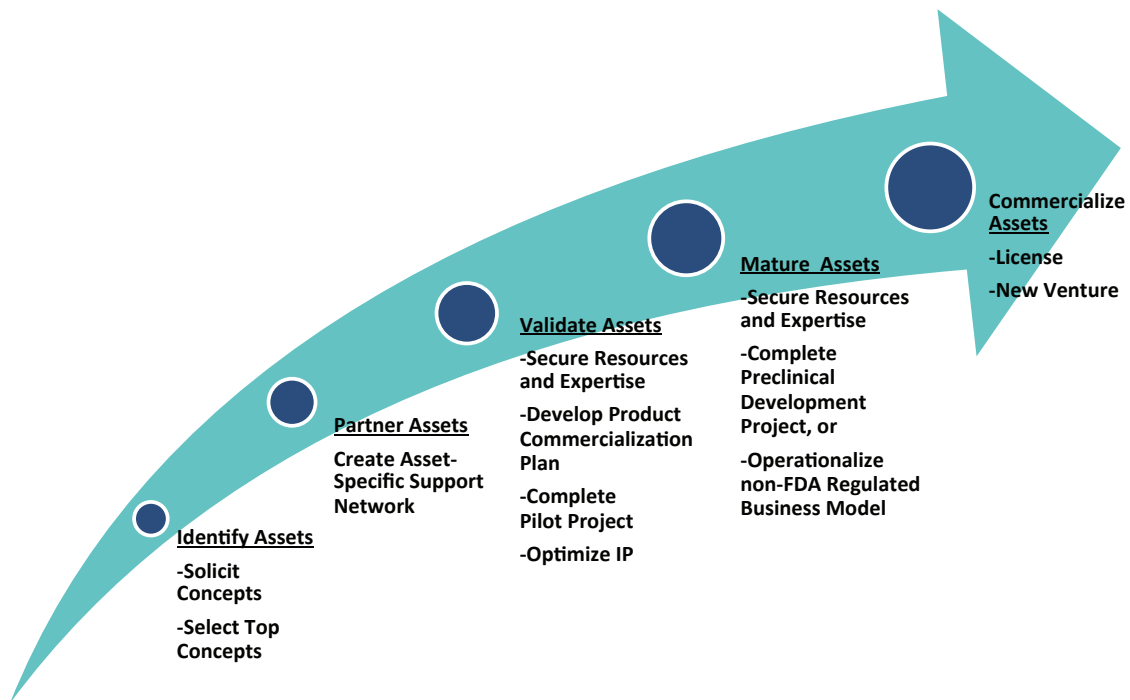 Identify Assets
-Solicit
Concepts
-Select Top
Concepts
Partner Assets
Create Asset-
Specific Support
Network
Validate Assets
-Secure Resources
and Expertise
-Develop Product
Commercialization
Plan
-Complete
Pilot Project
-Optimize IP
Mature  Assets
-Secure Resources
and Expertise
-Complete
Preclinical
Development
Project, or
-Operationalize
non-FDA Regulated
Business Model
Commercialize
Assets
-License
-New Venture